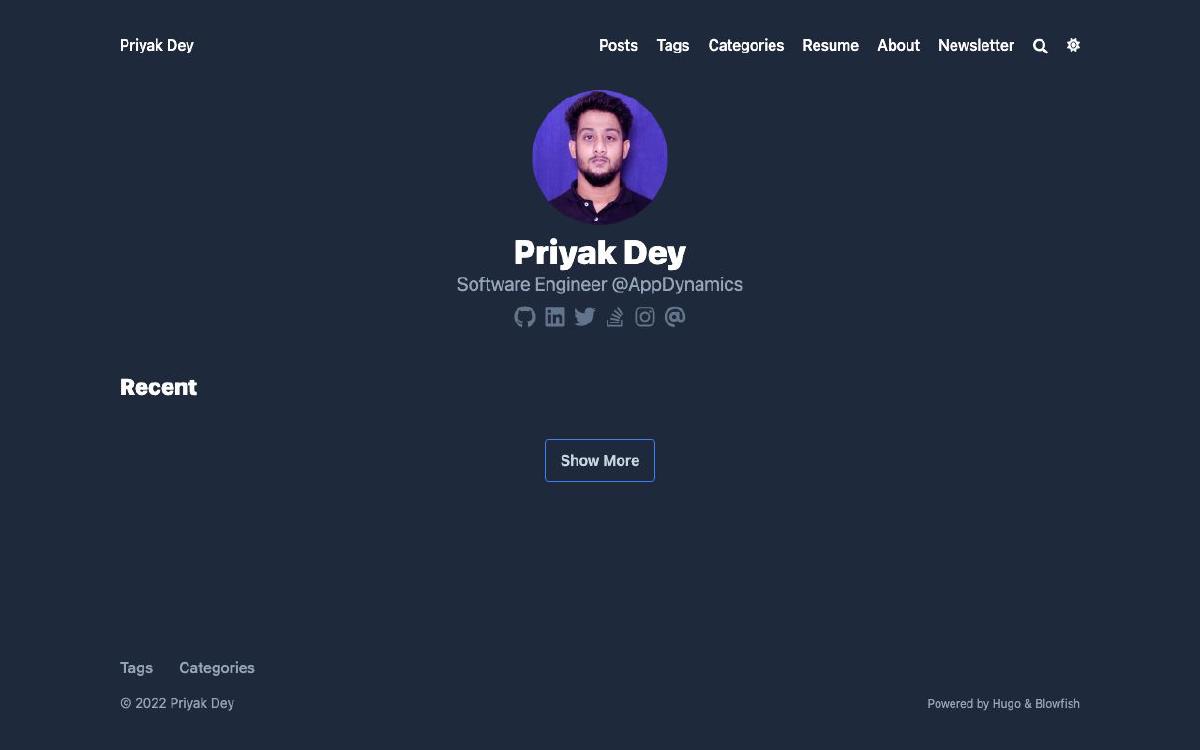 Priyak Dey
Posts Tags Categories Resume About Newsletter
Priyak Dey
Software Engineer @AppDynamics
Recent
Show More
Tags Categories
© 2022 Priyak Dey
Powered by Hugo & Blowfish